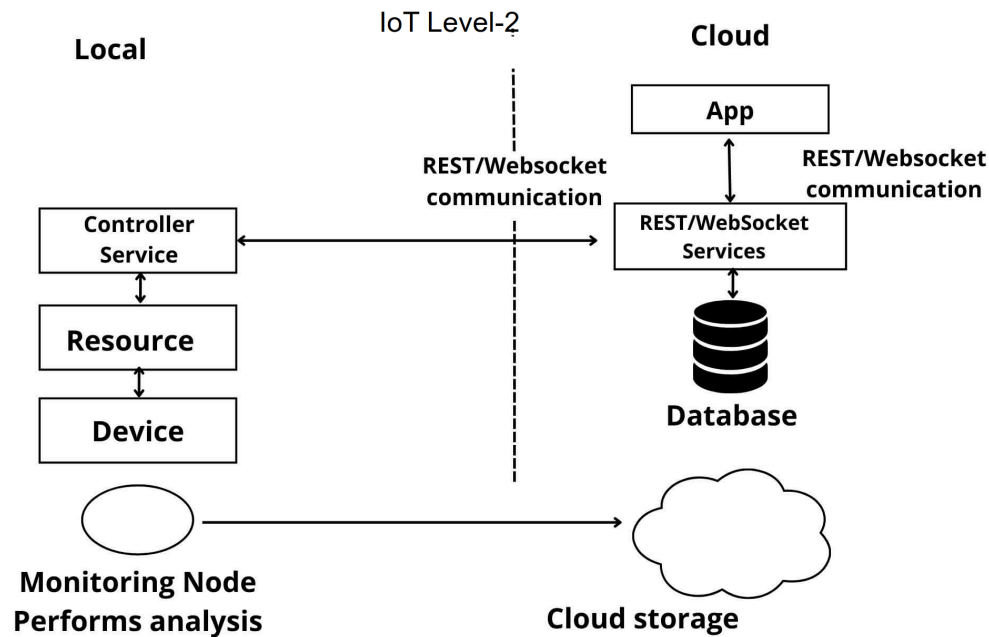 IoT Level-2
Local
Cloud
App
REST/Websocket
communication
REST/Websocket
communication
Controller
Service
REST/WebSocket
Services
Resource
Device
Database
Monitoring Node
Performs analysis
Cloud storage